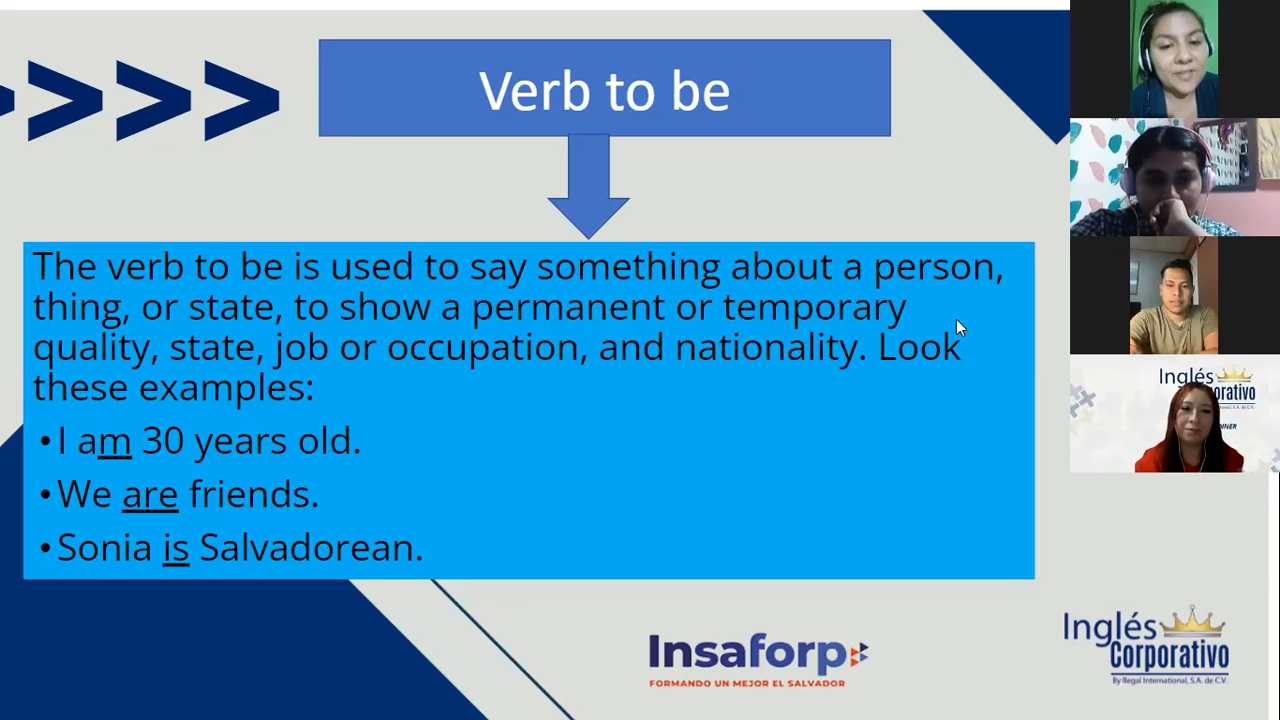 Verb to be
The verb to be is used to say something about a person,
thing, or state, to show a permanent or temporary
quality, state, job or occupation, and nationality. Look
these examples:
•I am 30 years old.
•We are friends.
•Sonia is Salvadorean.
Insaforp
FORMANDO UN MEJOR EL SALVADOR
Inglés
Corporativo
By Regal International, S.A. de C.V.
Inglés
orativo